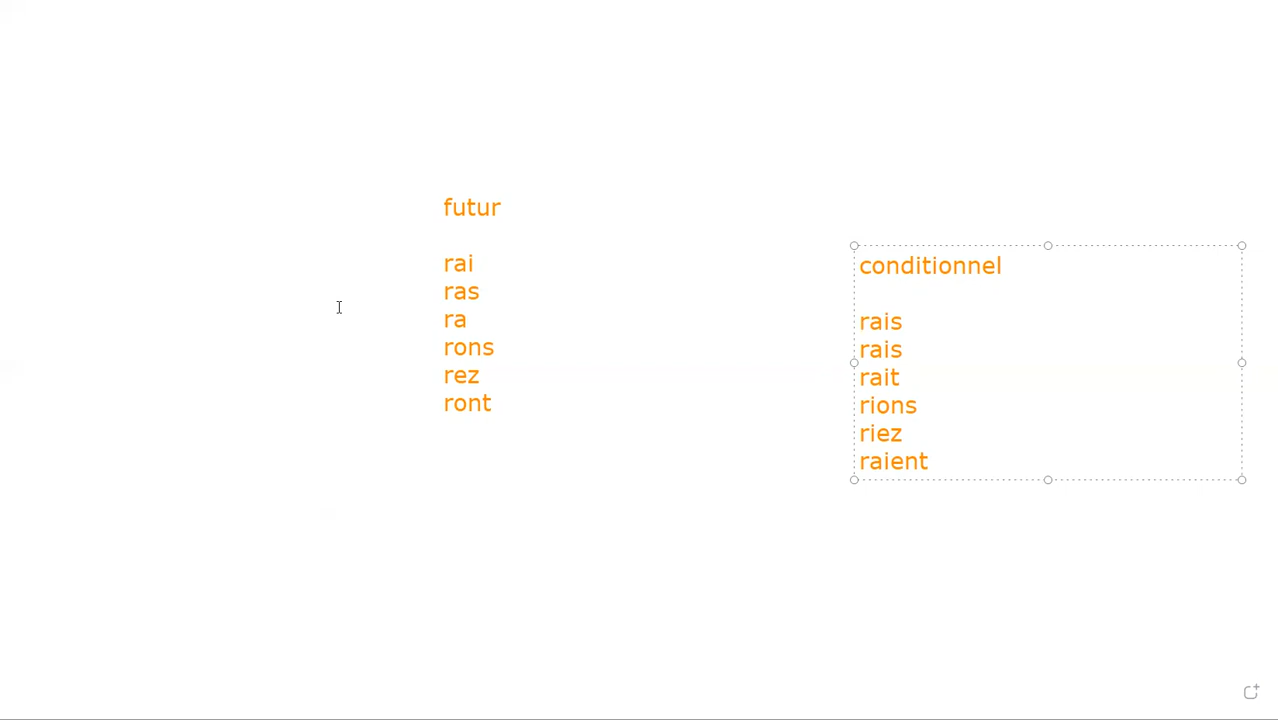 futur
rai
ras
ra
rons
rez
ront
conditionnel
rais
rais
rait
rions
riez
raient